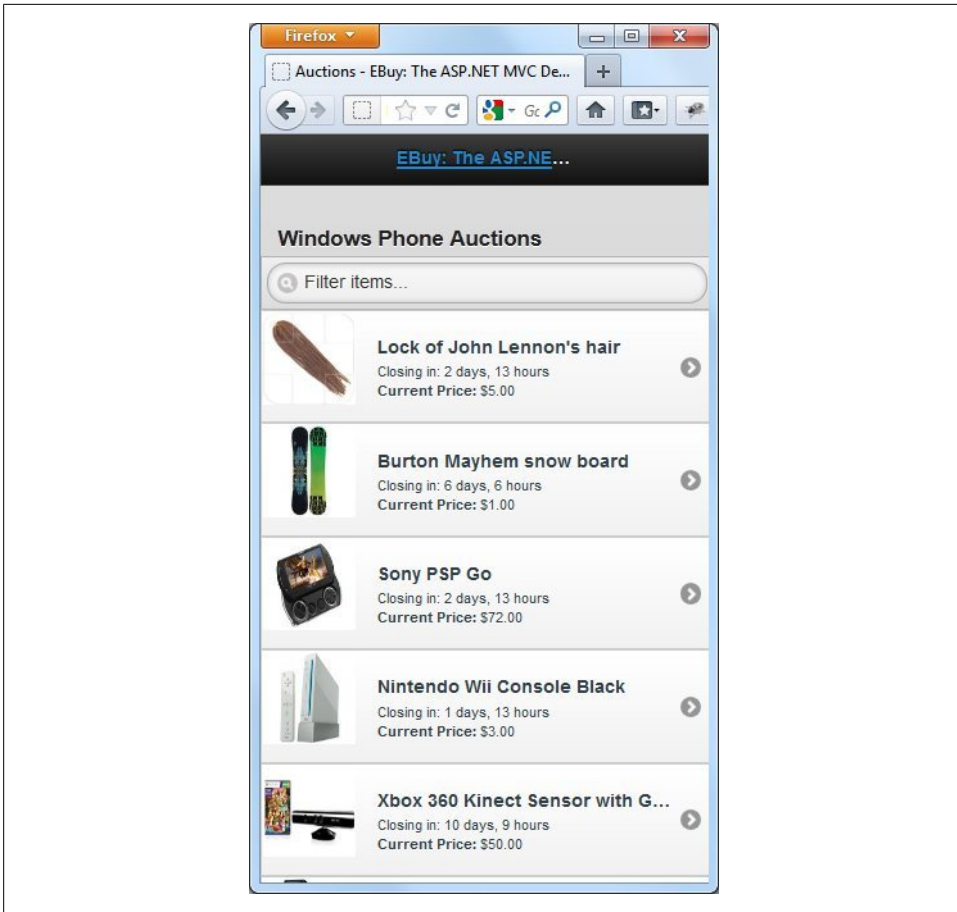 Firefox
Auctions - EBuy: The ASP.NET MVC De...
Gc
EBuy: The ASP.NE...
Windows Phone Auctions
Filter items...
Lock of John Lennon's hair
Closing in: 2 days, 13 hours
Current Price: $5.00
Burton Mayhem snow board
Closing in: 6 days, 6 hours
Current Price: $1.00
Sony PSP Go
Closing in: 2 days, 13 hours
Current Price: $72.00
Nintendo Wii Console Black
Closing in: 1 days, 13 hours
Current Price: $3.00
Xbox 360 Kinect Sensor with G...
Closing in: 10 days, 9 hours
Current Price: $50.00